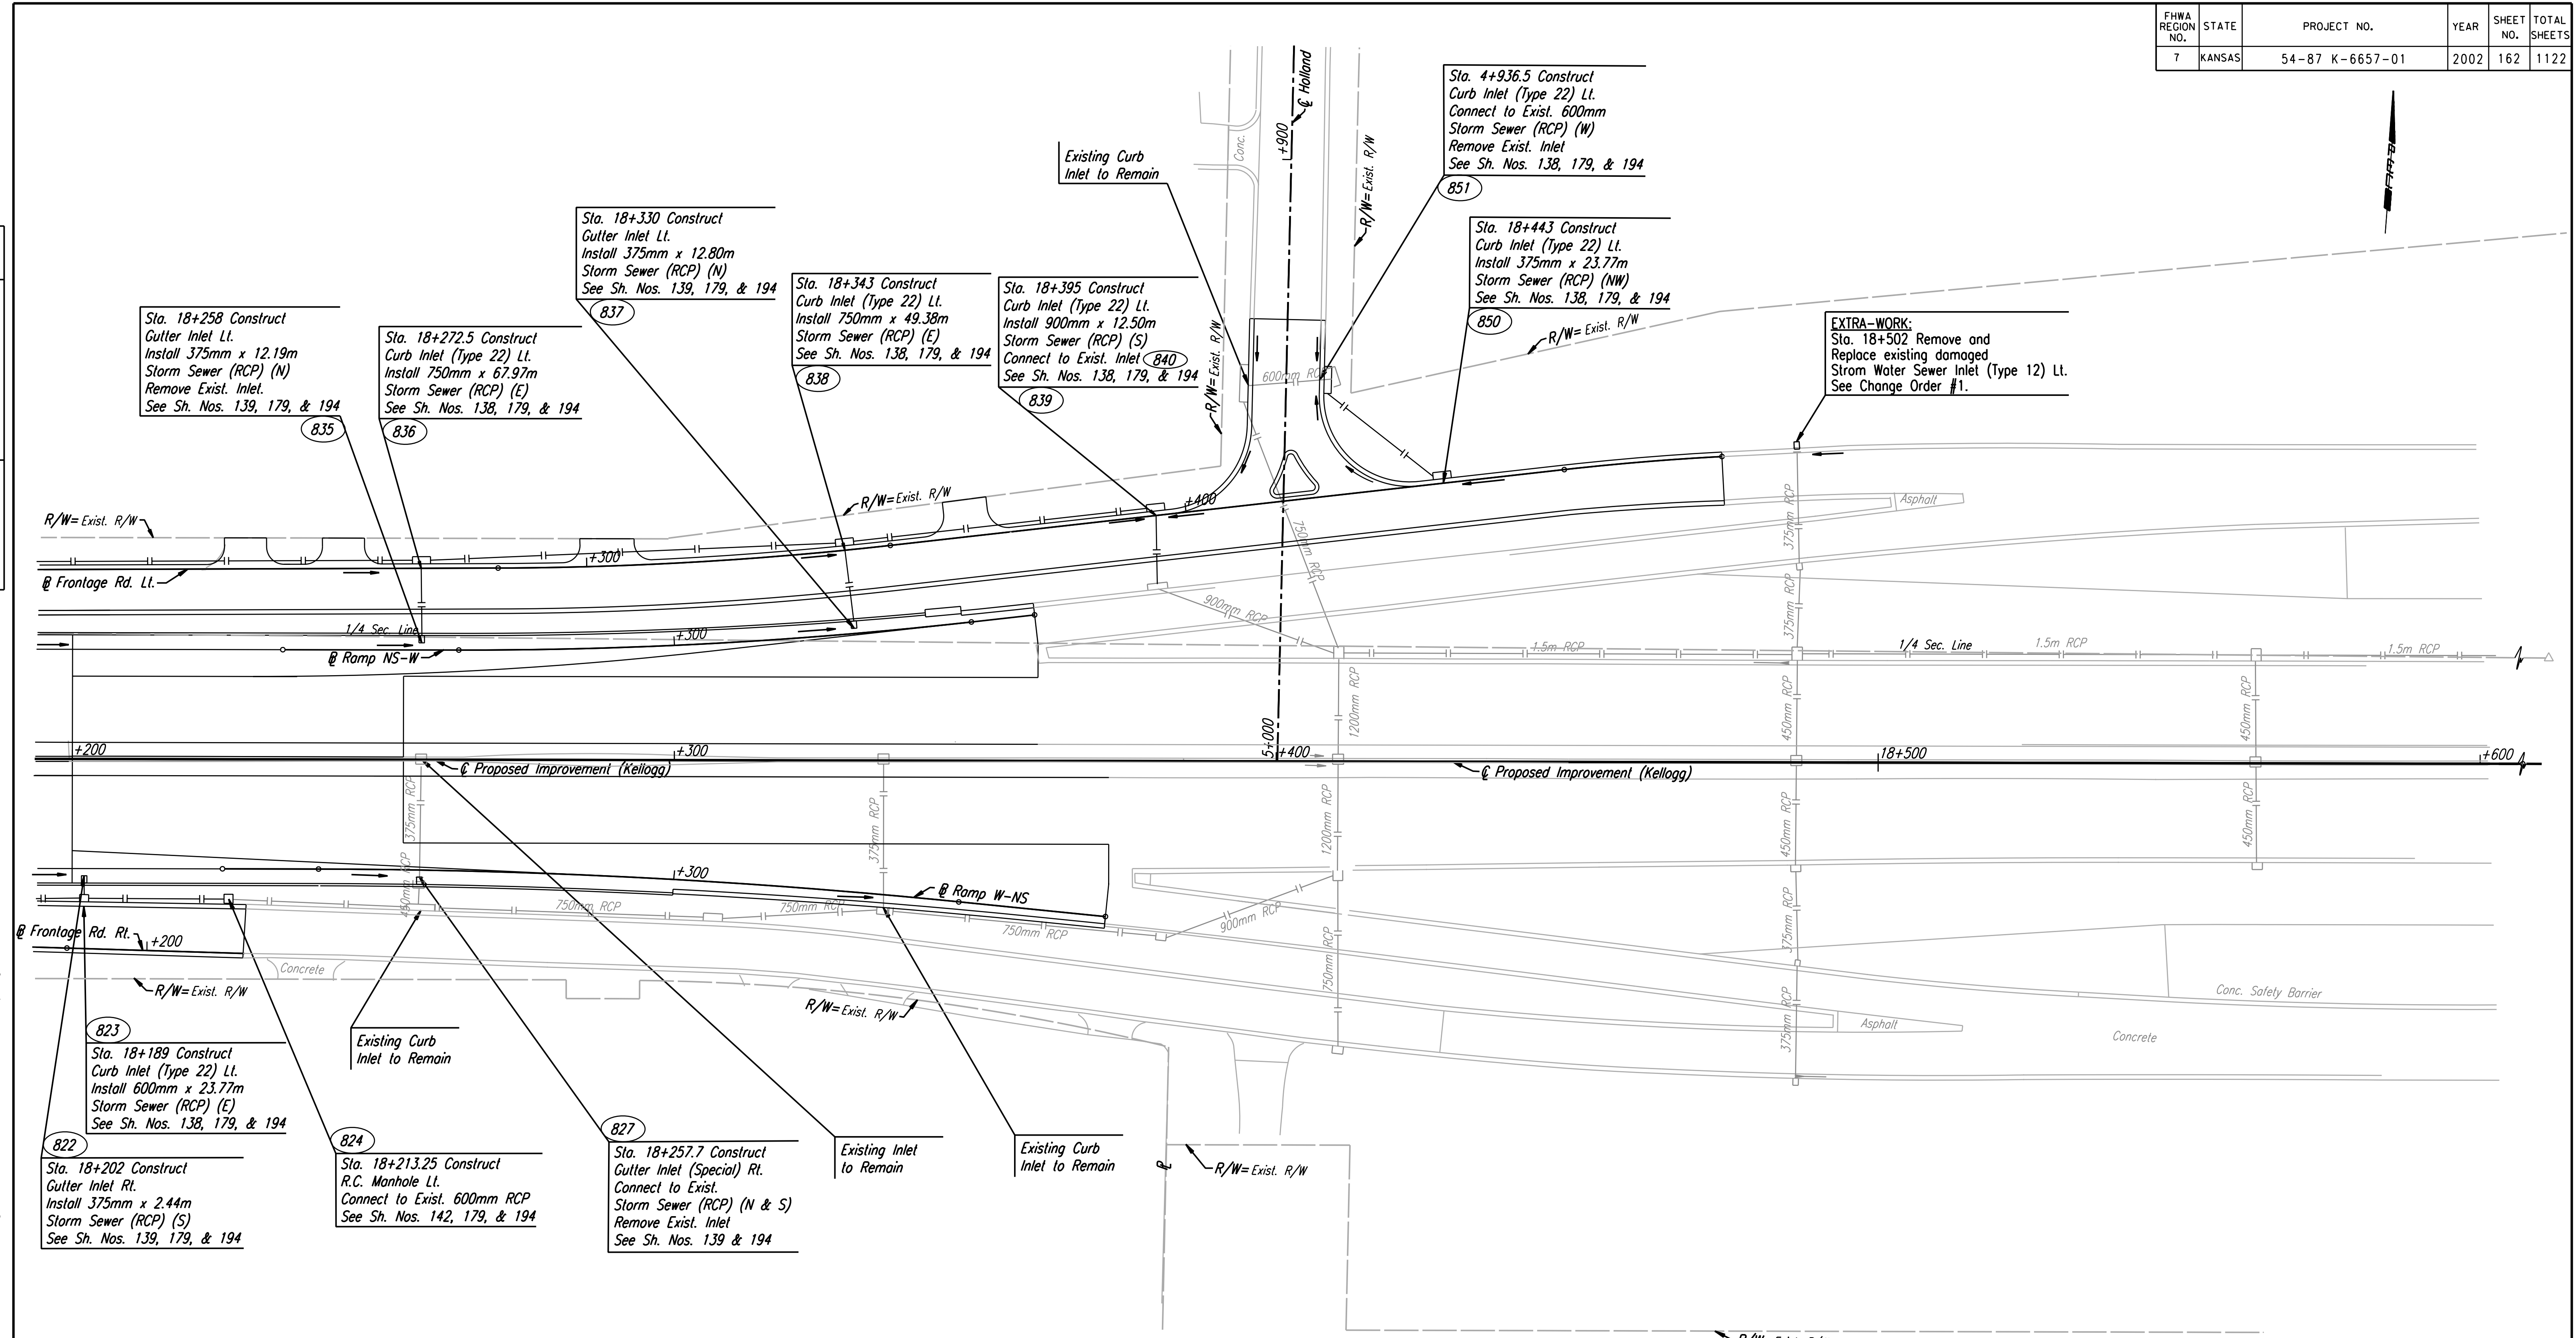 FHWA REGION NO.
STATE
PROJECT NO.
YEAR
SHEET NO.
TOTAL SHEETS
7
KANSAS
54-87 K-6657-01
2002
162
1122
℄ Holland
+900
Conc.
R/W=Exist. R/W
Existing Curb
Inlet to Remain
Sta. 4+936.5 Construct
Curb Inlet (Type 22) Lt.
Connect to Exist. 600mm
Storm Sewer (RCP) (W)
Remove Exist. Inlet
See Sh. Nos. 138, 179, & 194
851
Sta. 18+443 Construct
Curb Inlet (Type 22) Lt.
Install 375mm x 23.77m
Storm Sewer (RCP) (NW)
See Sh. Nos. 138, 179, & 194
850
Sta. 18+330 Construct
Gutter Inlet Lt.
Install 375mm x 12.80m
Storm Sewer (RCP) (N)
See Sh. Nos. 139, 179, & 194
837
Sta. 18+343 Construct
Curb Inlet (Type 22) Lt.
Install 750mm x 49.38m
Storm Sewer (RCP) (E)
See Sh. Nos. 138, 179, & 194
838
Sta. 18+395 Construct
Curb Inlet (Type 22) Lt.
Install 900mm x 12.50m
Storm Sewer (RCP) (S)
Connect to Exist. Inlet 840
See Sh. Nos. 138, 179, & 194
839
Sta. 18+258 Construct
Gutter Inlet Lt.
Install 375mm x 12.19m
Storm Sewer (RCP) (N)
Remove Exist. Inlet.
See Sh. Nos. 139, 179, & 194
835
Sta. 18+272.5 Construct
Curb Inlet (Type 22) Lt.
Install 750mm x 67.97m
Storm Sewer (RCP) (E)
See Sh. Nos. 138, 179, & 194
836
EXTRA-WORK:
Sta. 18+502 Remove and
Replace existing damaged
Strom Water Sewer Inlet (Type 12) Lt.
See Change Order #1.
R/W=Exist. R/W
R/W=Exist. R/W
600mm RCP
R/W=Exist. R/W
R/W=Exist. R/W
+400
Asphalt
+300
750mm RCP
375mm RCP
℄ Frontage Rd. Lt.
900mm RCP
375mm RCP
1/4 Sec. Line
+300
℄ Ramp NS-W
1.5m RCP
1/4 Sec. Line
1.5m RCP
1.5m RCP
1200mm RCP
450mm RCP
450mm RCP
+200
+300
5+000
+400
18+500
+600
℄ Proposed Improvement (Kellogg)
℄ Proposed Improvement (Kellogg)
375mm RCP
375mm RCP
1200mm RCP
450mm RCP
450mm RCP
450mm RCP
+300
℄ Ramp W-NS
750mm RCP
750mm RCP
750mm RCP
900mm RCP
375mm RCP
℄ Frontage Rd. Rt.
+200
Concrete
750mm RCP
R/W=Exist. R/W
R/W=Exist. R/W
375mm RCP
Conc. Safety Barrier
Asphalt
Concrete
823
Sta. 18+189 Construct
Curb Inlet (Type 22) Lt.
Install 600mm x 23.77m
Storm Sewer (RCP) (E)
See Sh. Nos. 138, 179, & 194
Existing Curb
Inlet to Remain
822
Sta. 18+202 Construct
Gutter Inlet Rt.
Install 375mm x 2.44m
Storm Sewer (RCP) (S)
See Sh. Nos. 139, 179, & 194
824
Sta. 18+213.25 Construct
R.C. Manhole Lt.
Connect to Exist. 600mm RCP
See Sh. Nos. 142, 179, & 194
827
Sta. 18+257.7 Construct
Gutter Inlet (Special) Rt.
Connect to Exist.
Storm Sewer (RCP) (N & S)
Remove Exist. Inlet
See Sh. Nos. 139 & 194
Existing Inlet
to Remain
Existing Curb
Inlet to Remain
R/W=Exist. R/W